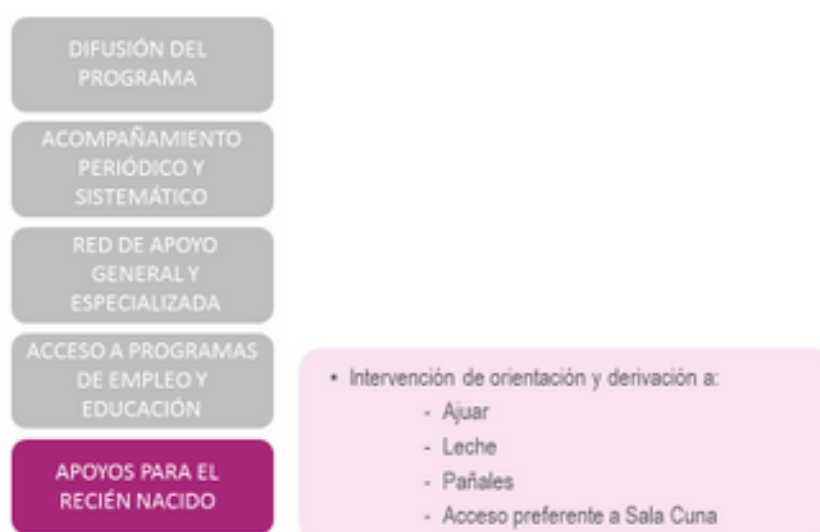 DIFUSIÓN DEL
PROGRAMA
ACOMPAÑAMIENTO
PERIÓDICO Y
SISTEMÁTICO
RED DE APOYO
GENERAL Y
ESPECIALIZADA
ACCESO A PROGRAMAS
DE EMPLEO Y
EDUCACIÓN
APOYOS PARA EL
RECIÉN NACIDO
• Intervención de orientación y derivación a:
- Ajuar
- Leche
- Pañales
- Acceso preferente a Sala Cuna